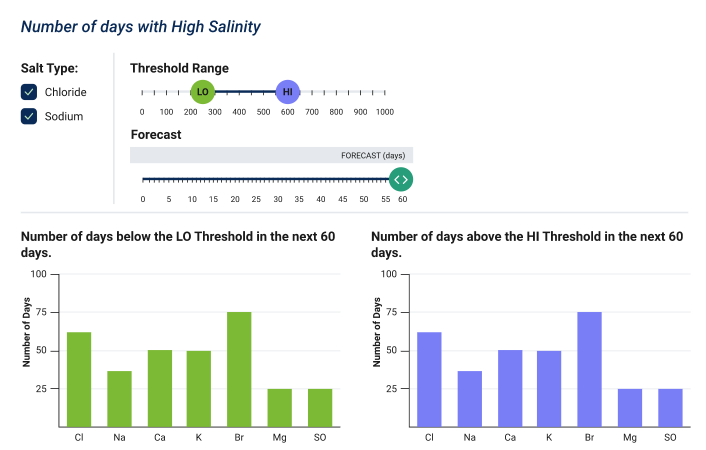 Number of days with High Salinity
Salt Type:
Chloride
Sodium
Threshold Range
LO
HI
0 100 200 300 400 500 600 700 800 900 1000
Forecast
FORECAST (days)
0 5 10 15 20 25 30 35 40 45 50 55 60
Number of days below the LO Threshold in the next 60
days.
Number of Days
100
75
50
25
Cl Na Ca K Br Mg SO
Number of days above the HI Threshold in the next 60
days.
Number of Days
100
75
50
25
Cl Na Ca K Br Mg SO